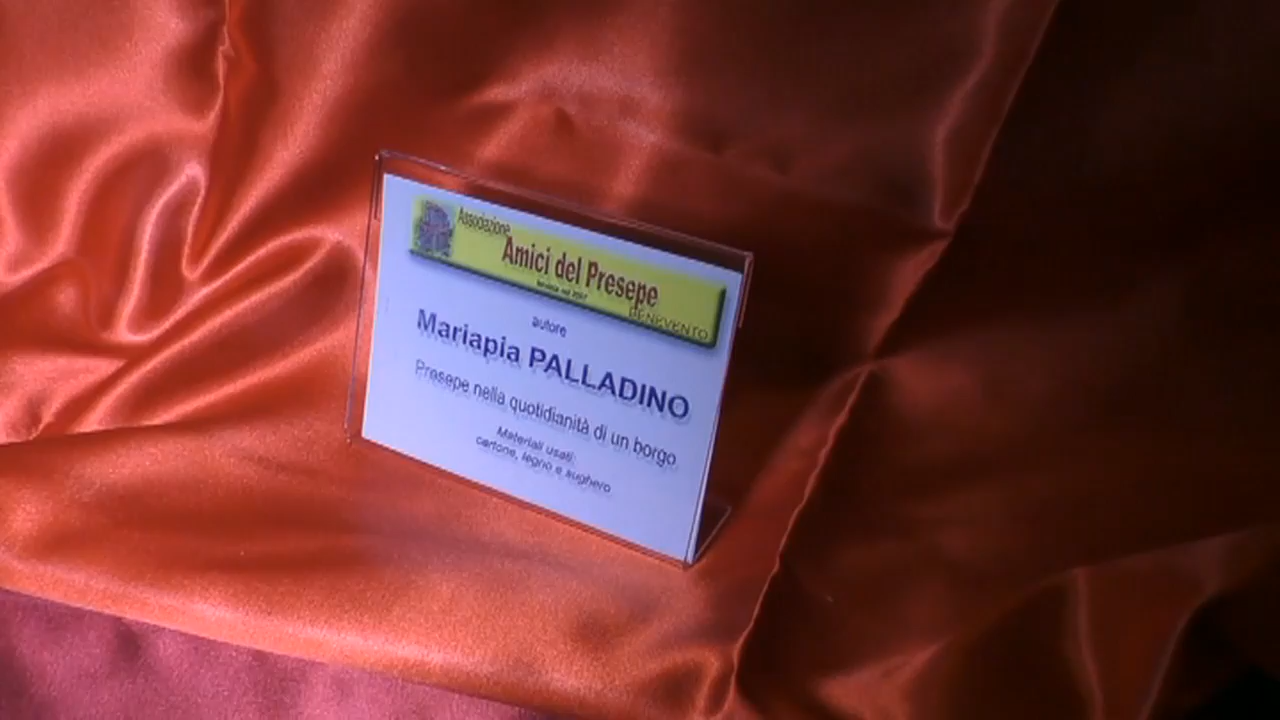 Associazione
Amici del Presepe
BENEVENTO
autore
Mariapia PALLADINO
Presepe nella quotidianità di un borgo
Materiali usati:
cartone, legno e sughero